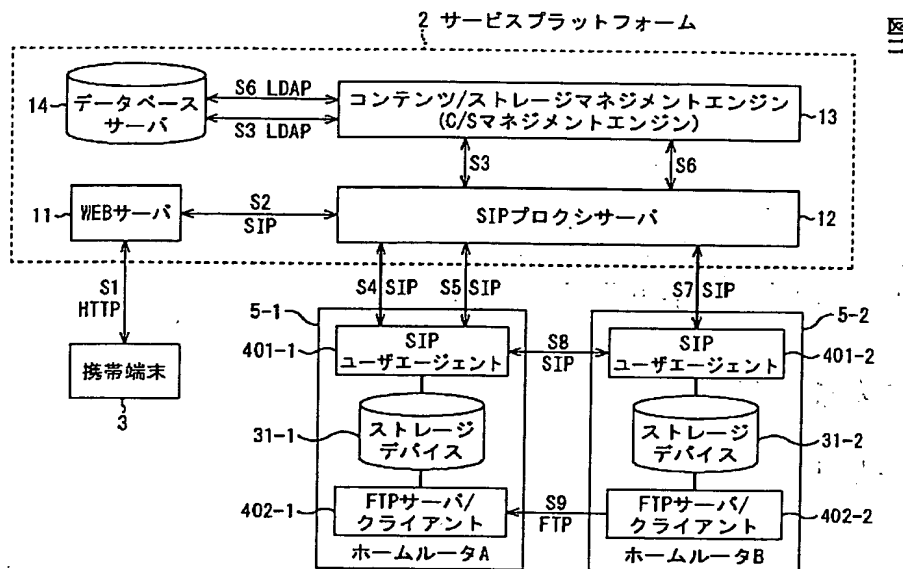 2 サービスプラットフォーム
14
データベース
サーバ
S6 LDAP
S3 LDAP
コンテンツ/ストレージマネジメントエンジン
(C/Sマネジメントエンジン)
13
S3
S6
11
WEBサーバ
S2
SIP
SIPプロクシサーバ
12
S1
HTTP
S4 SIP
S5 SIP
S7 SIP
携帯端末
3
5-1
401-1
SIP
ユーザエージェント
S8
SIP
5-2
SIP
ユーザエージェント
401-2
31-1
ストレージ
デバイス
ストレージ
デバイス
31-2
402-1
FTPサーバ/
クライアント
S9
FTP
FTPサーバ/
クライアント
402-2
ホームルータA
ホームルータB